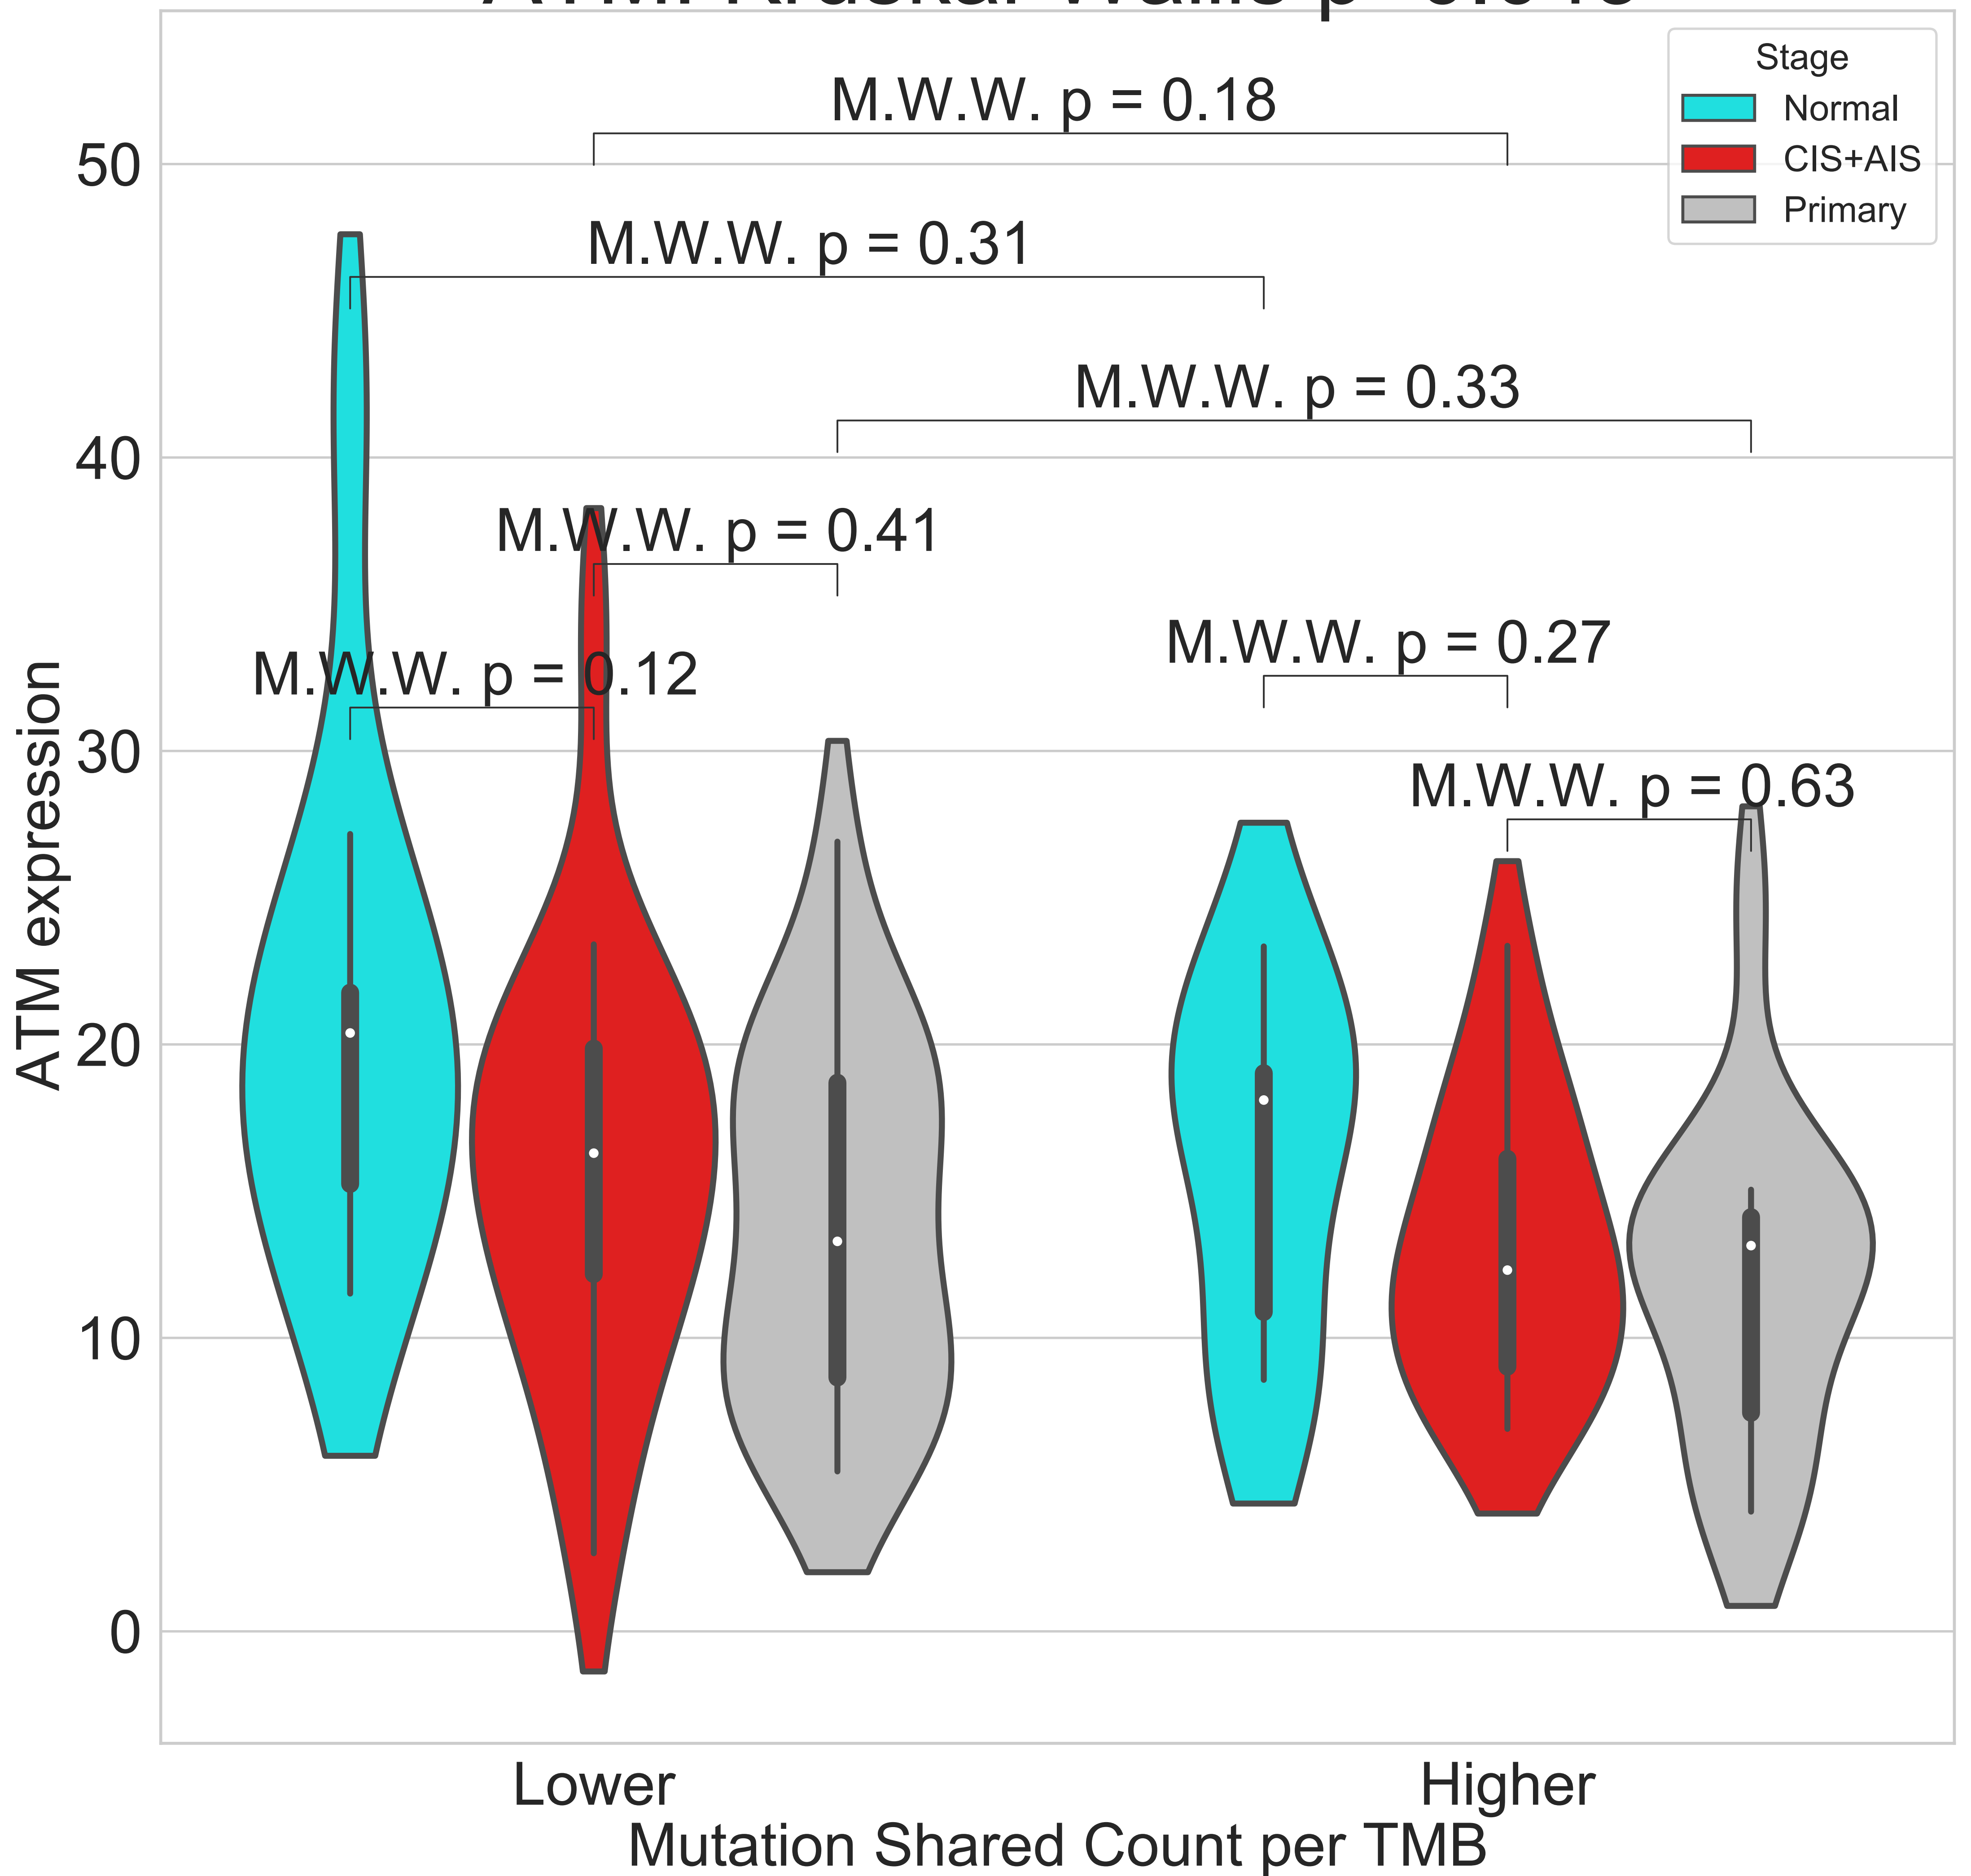 Stage
Normal
CIS+AIS
Primary
M.W.W. p = 0.18
M.W.W. p = 0.31
M.W.W. p = 0.33
M.W.W. p = 0.41
M.W.W. p = 0.12
M.W.W. p = 0.27
M.W.W. p = 0.63
50
40
30
20
10
0
ATM expression
Lower
Higher
Mutation Shared Count per TMB